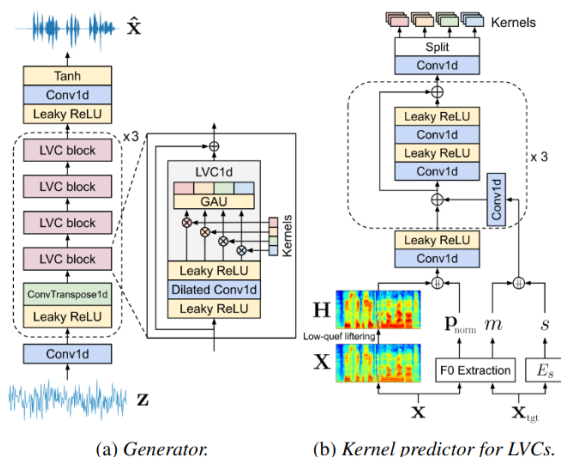 x̂
Tanh
Conv1d
Leaky ReLU
x3
LVC block
LVC block
LVC block
LVC block
ConvTranspose1d
Leaky ReLU
Conv1d
z
LVC1d
GAU
Kernels
Leaky ReLU
Dilated Conv1d
Leaky ReLU
(a) Generator.
Kernels
Split
Conv1d
Leaky ReLU
Conv1d
Leaky ReLU
Conv1d
x 3
Conv1d
Leaky ReLU
Conv1d
H
Low-quef liftering
X
p_norm
m
s
F0 Extraction
E_s
x
x_tgt
(b) Kernel predictor for LVCs.